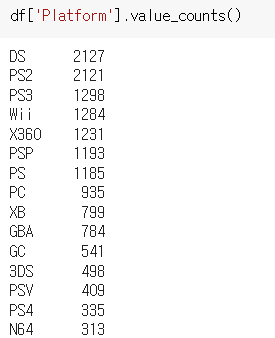 df['Platform'].value_counts()
DS 2127
PS2 2121
PS3 1298
Wii 1284
X360 1231
PSP 1193
PS 1185
PC 935
XB 799
GBA 784
GC 541
3DS 498
PSV 409
PS4 335
N64 313